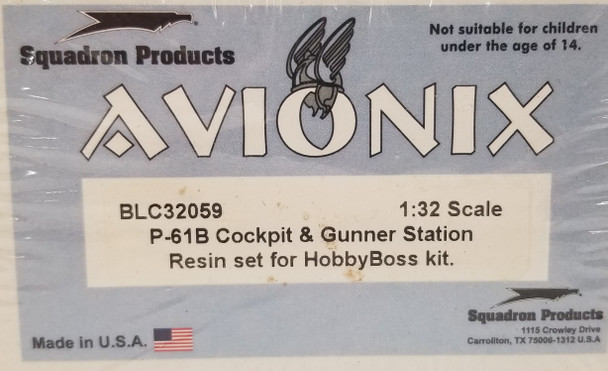 Squadron Products
Not suitable for children
under the age of 14.
AVIONIX
BLC32059 1:32 Scale
P-61B Cockpit & Gunner Station
Resin set for HobbyBoss kit.
Made in U.S.A.
Squadron Products
1115 Crowley Drive
Carrollton, TX 75006-1312 U.S.A